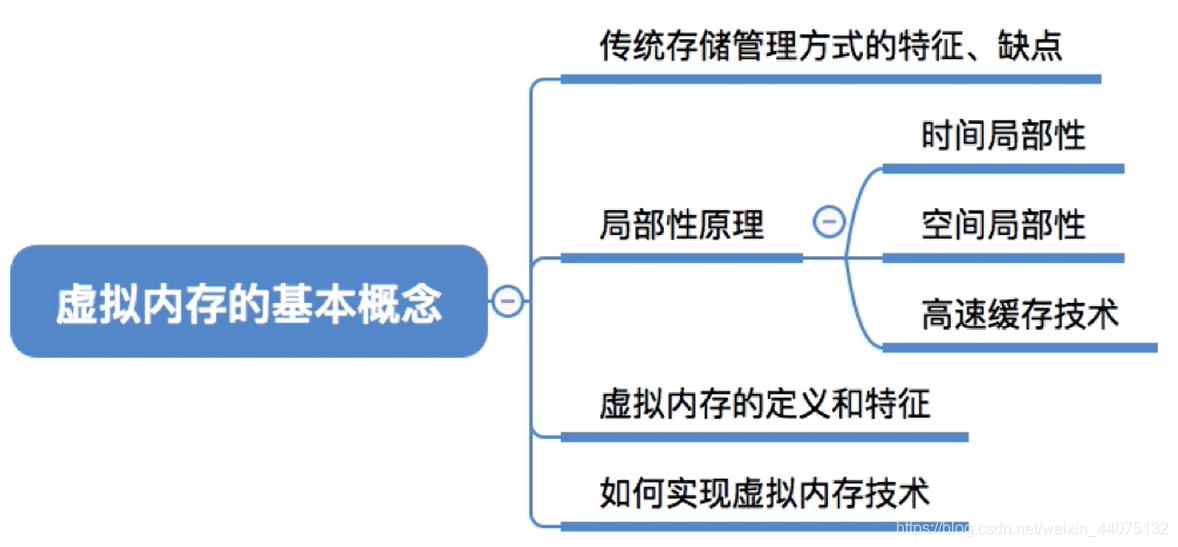 传统存储管理方式的特征、缺点
时间局部性
局部性原理
空间局部性
虚拟内存的基本概念
高速缓存技术
虚拟内存的定义和特征
如何实现虚拟内存技术
https://blog.csdn.net/weixin_44075132